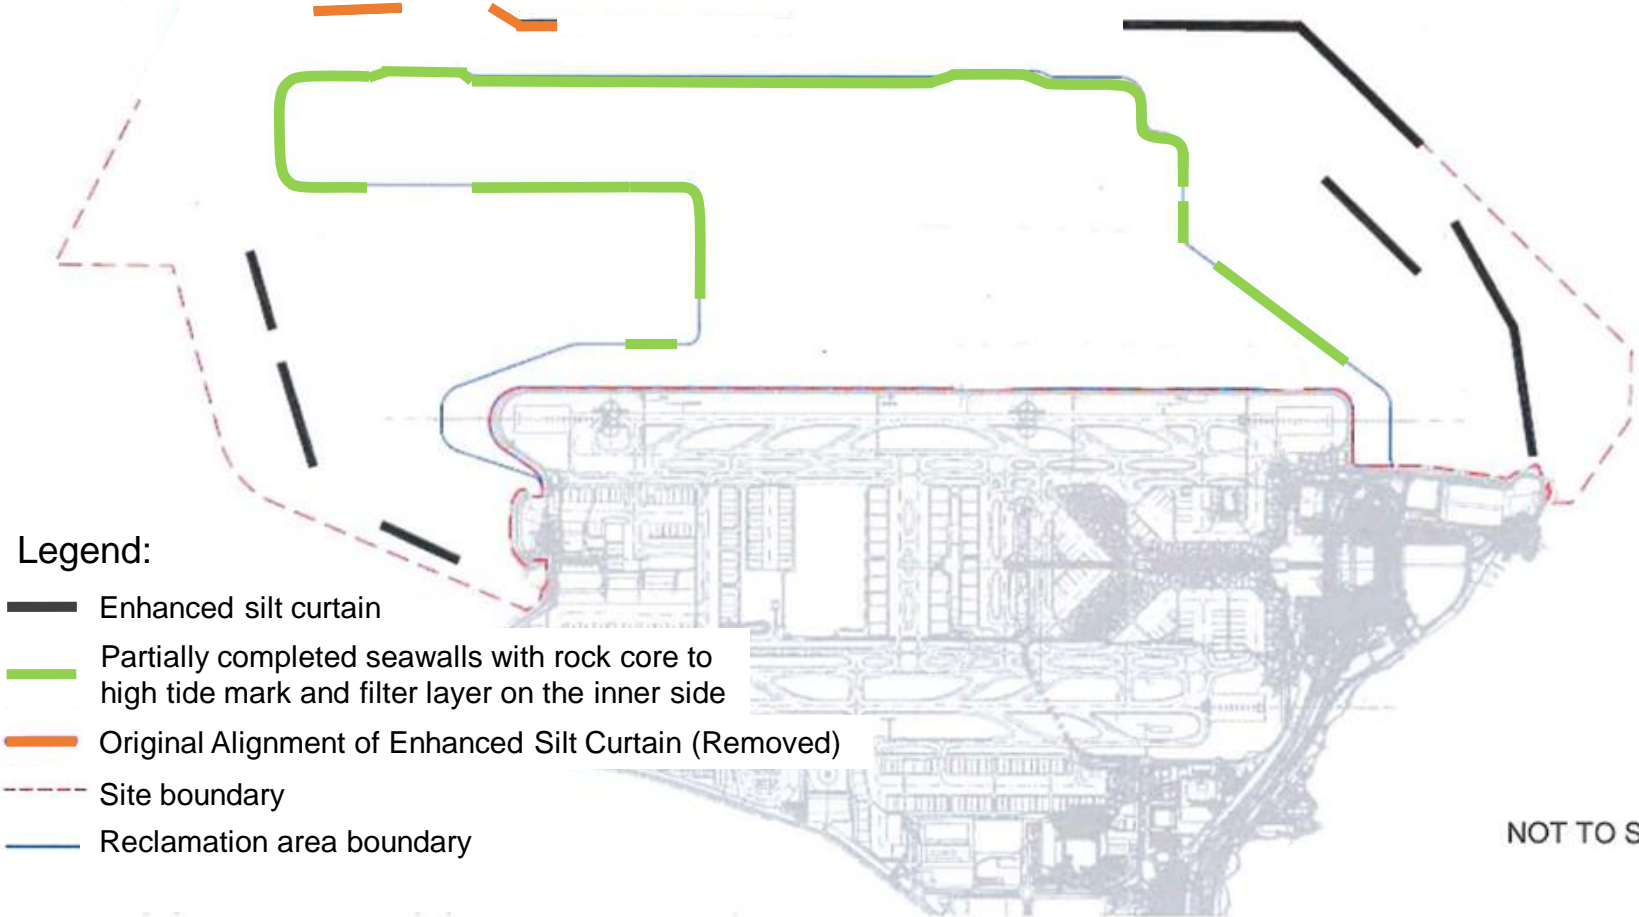 Legend:
Enhanced silt curtain
Partially completed seawalls with rock core to
high tide mark and filter layer on the inner side
Original Alignment of Enhanced Silt Curtain (Removed)
Site boundary
Reclamation area boundary
NOT TO S